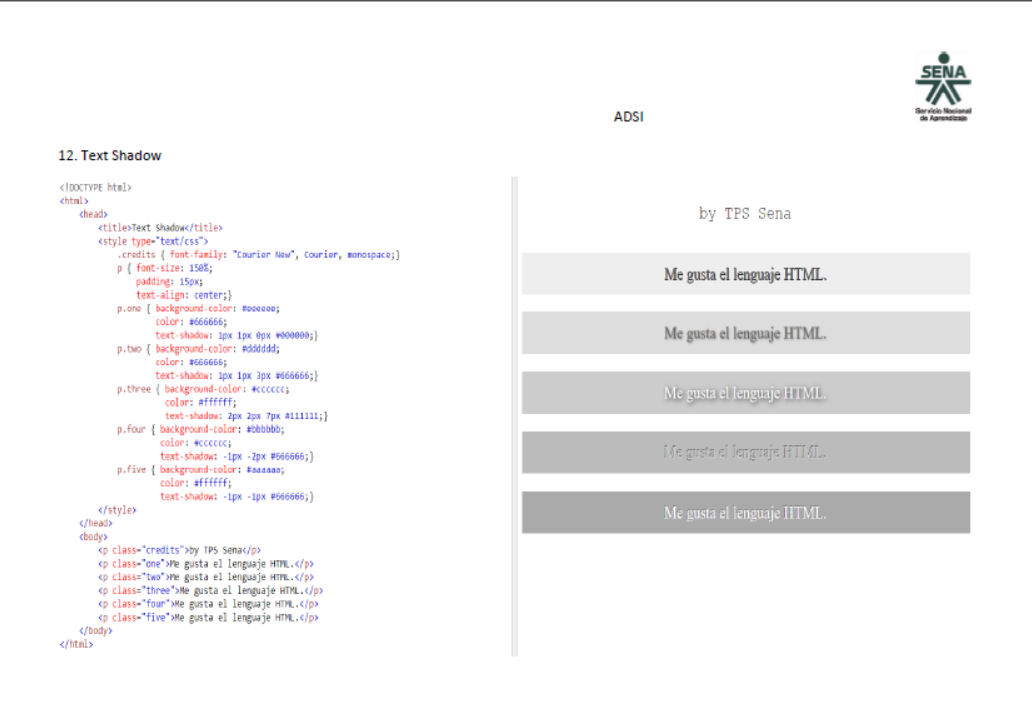 SENA
Servicio Nacional
de Aprendizaje
ADSI
12. Text Shadow
<!DOCTYPE html>
<html>
<head>
<title>Text Shadow</title>
<style type="text/css">
.credits { font-family: "Courier New", Courier, monospace;}
p { font-size: 150%;
padding: 15px;
text-align: center;}
p.one { background-color: #eeeeee;
color: #666666;
text-shadow: 1px 1px 0px #000000;}
p.two { background-color: #dddddd;
color: #666666;
text-shadow: 1px 1px 3px #666666;}
p.three { background-color: #cccccc;
color: #ffffff;
text-shadow: 2px 2px 7px #111111;}
p.four { background-color: #bbbbbb;
color: #cccccc;
text-shadow: -1px -2px #666666;}
p.five { background-color: #aaaaaa;
color: #ffffff;
text-shadow: -1px -1px #666666;}
</style>
</head>
<body>
<p class="credits">by TPS Sena</p>
<p class="one">Me gusta el lenguaje HTML.</p>
<p class="two">Me gusta el lenguaje HTML.</p>
<p class="three">Me gusta el lenguaje HTML.</p>
<p class="four">Me gusta el lenguaje HTML.</p>
<p class="five">Me gusta el lenguaje HTML.</p>
</body>
</html>
by TPS Sena
Me gusta el lenguaje HTML.
Me gusta el lenguaje HTML.
Me gusta el lenguaje HTML.
Me gusta el lenguaje HTML.
Me gusta el lenguaje HTML.